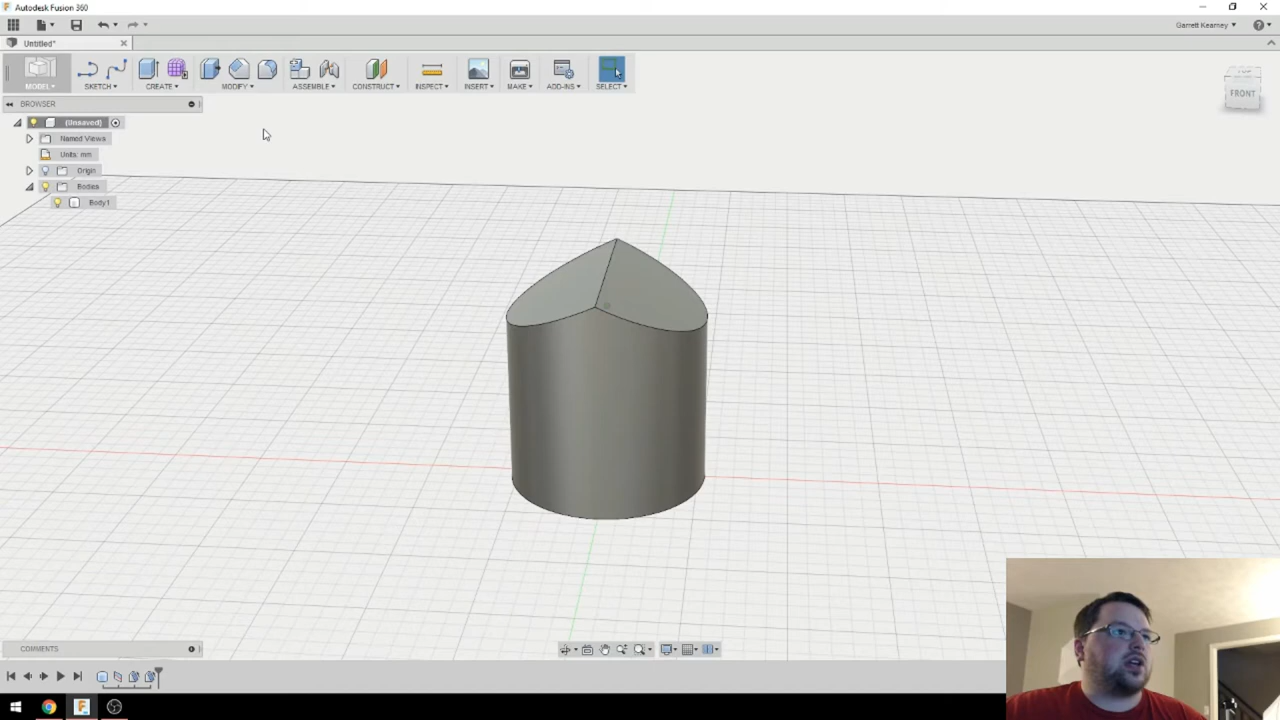 Autodesk Fusion 360
Garrett Kearney
Untitled*
MODEL
SKETCH
CREATE
MODIFY
ASSEMBLE
CONSTRUCT
INSPECT
INSERT
MAKE
ADD-INS
SELECT
BROWSER
(Unsaved)
Named Views
Units: mm
Origin
Bodies
Body1
TOP
FRONT
COMMENTS